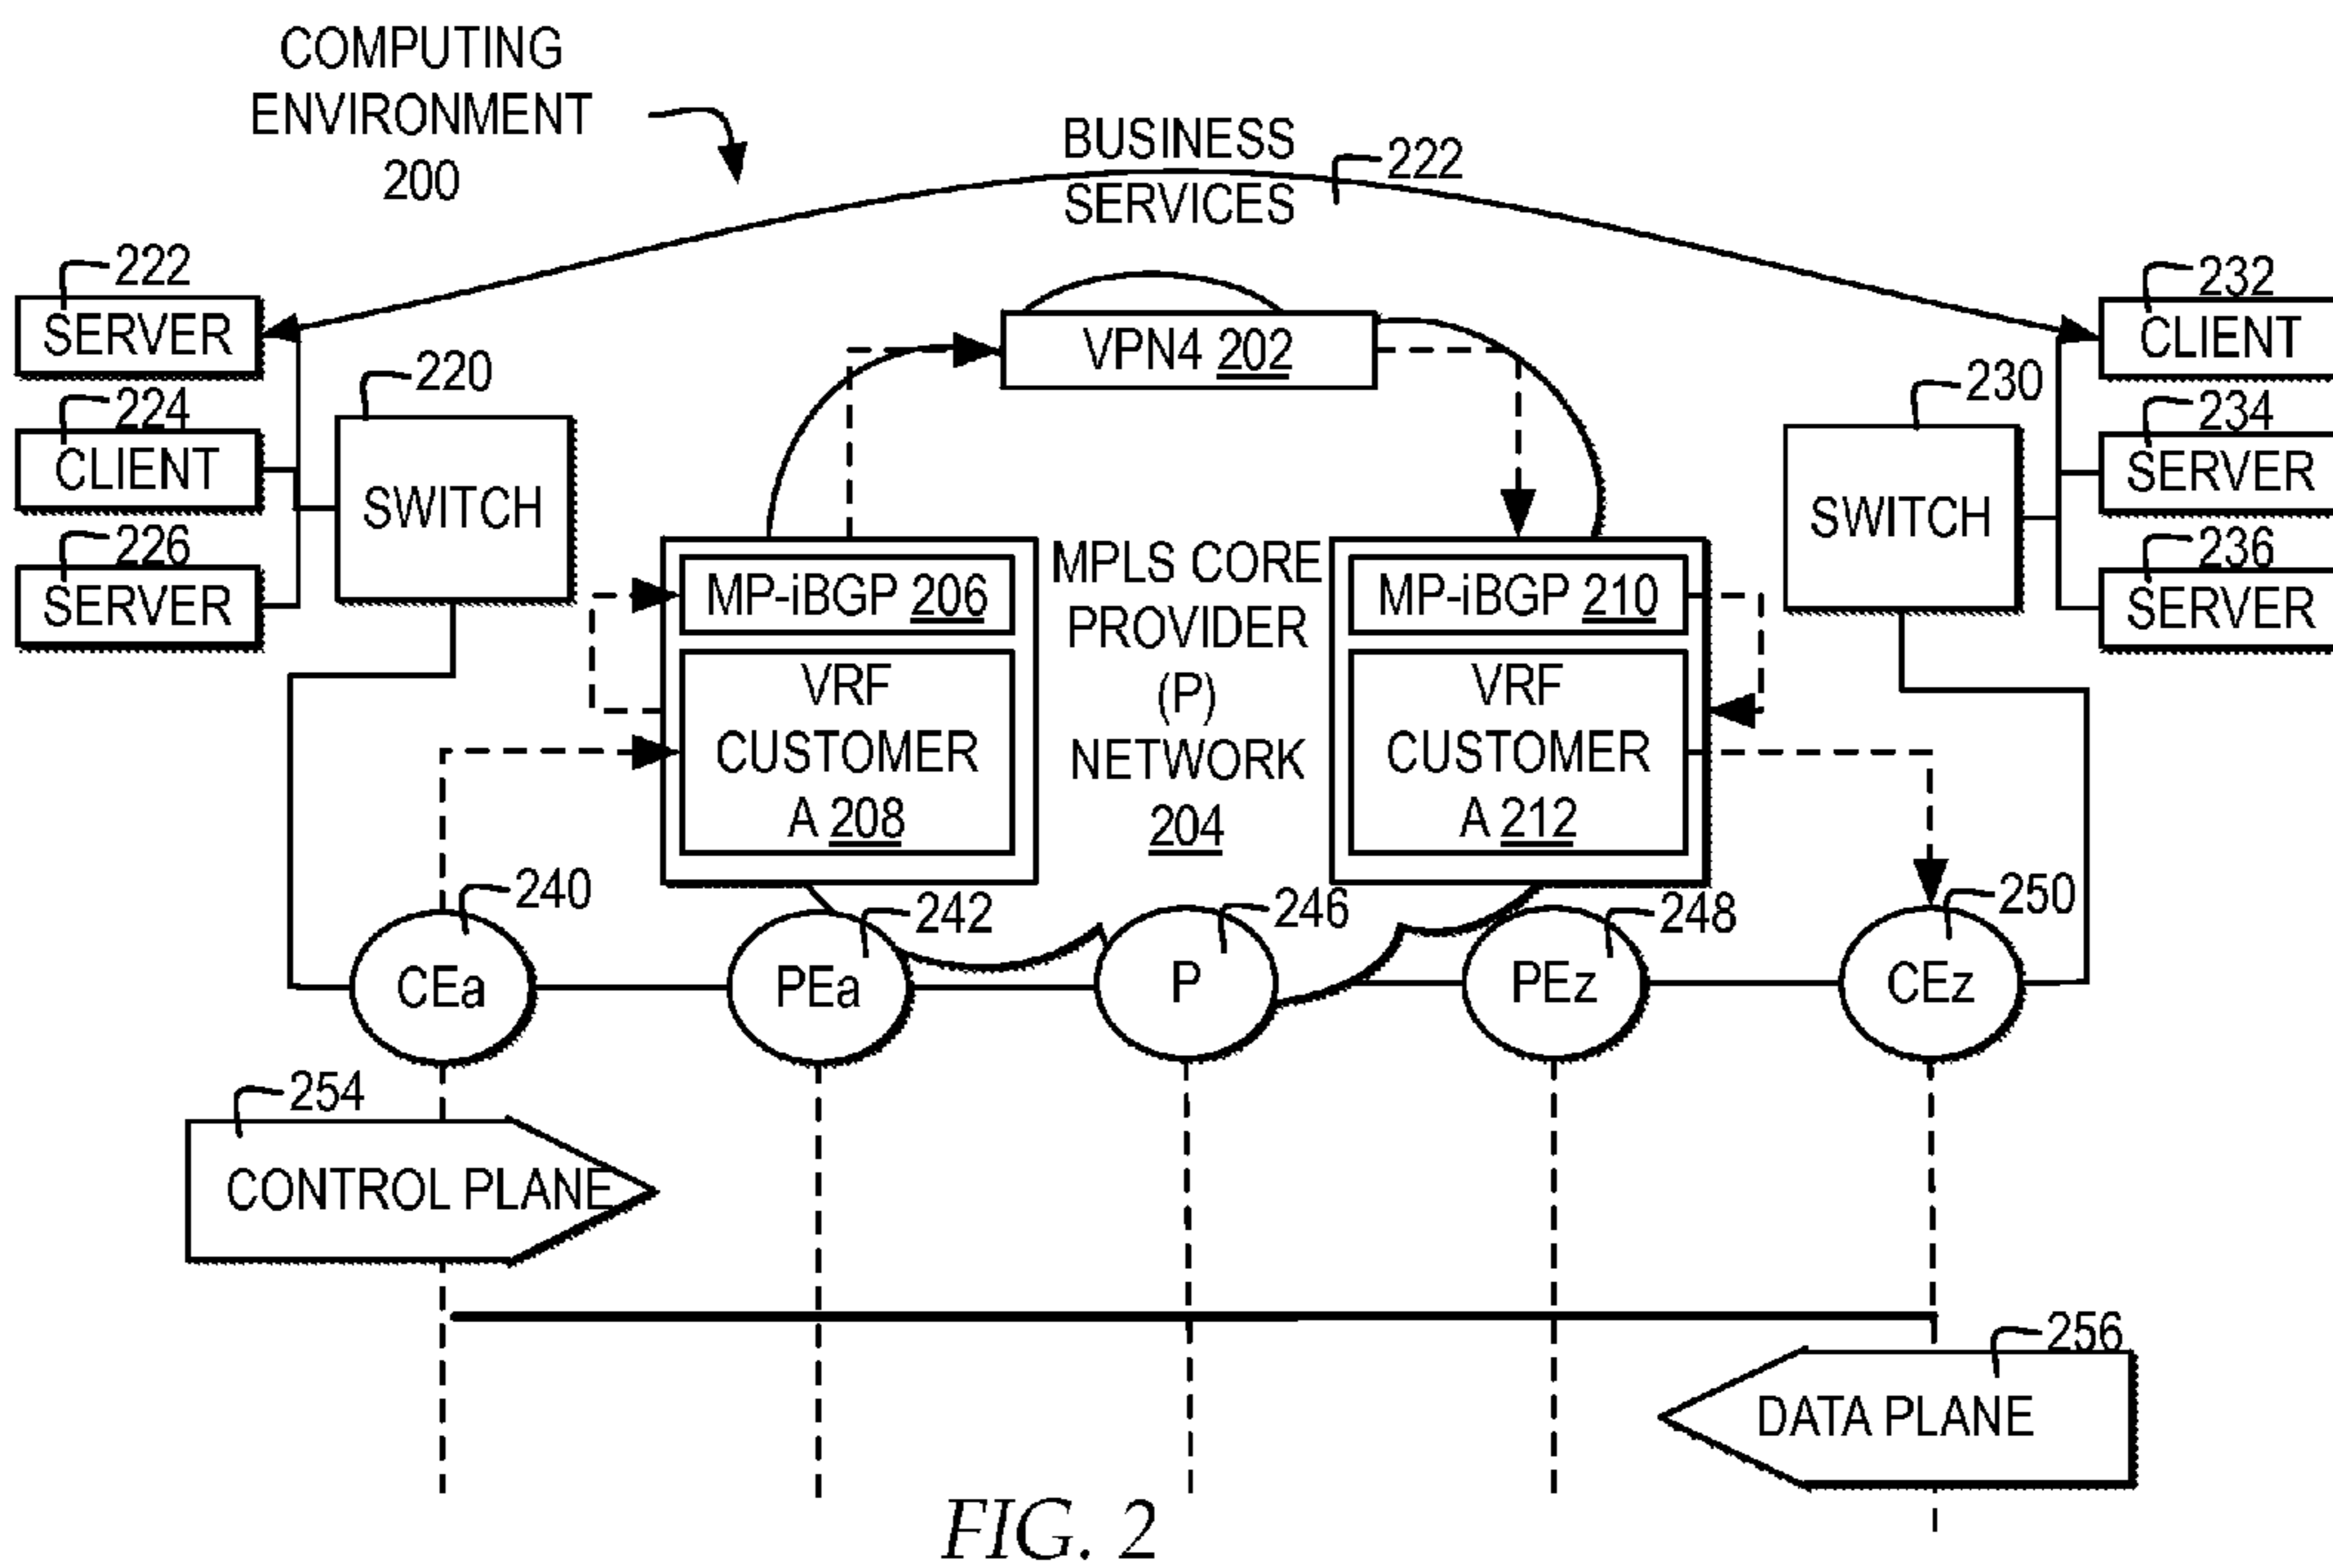 COMPUTING
ENVIRONMENT
200
BUSINESS
SERVICES
222
222
SERVER
224
CLIENT
226
SERVER
220
SWITCH
VPN4 202
232
CLIENT
234
SERVER
236
SERVER
230
SWITCH
MP-iBGP 206
VRF
CUSTOMER
A 208
MPLS CORE
PROVIDER
(P)
NETWORK
204
MP-iBGP 210
VRF
CUSTOMER
A 212
240
CEa
242
PEa
246
P
248
PEz
250
CEz
254
CONTROL PLANE
256
DATA PLANE
FIG. 2